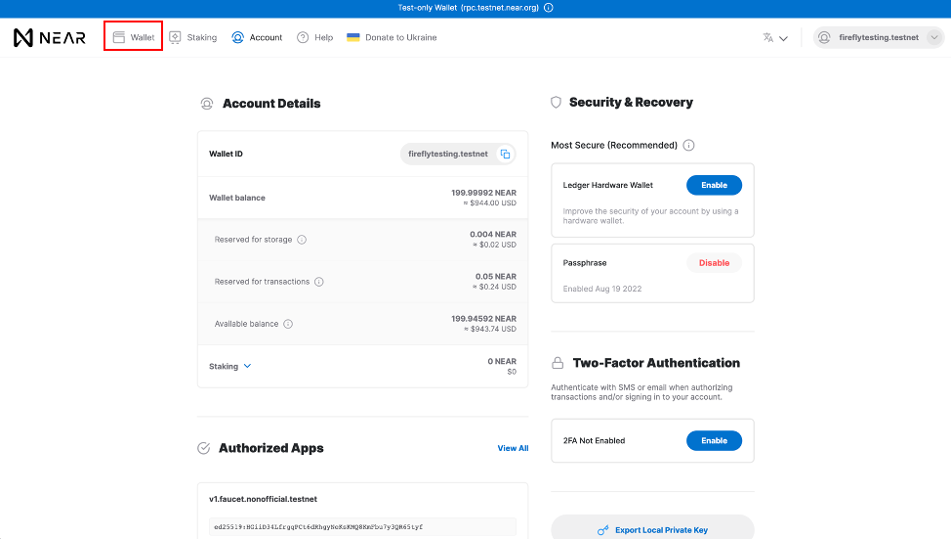 Test-only Wallet (rpc.testnet.near.org)
NEAR Wallet Staking Account Help Donate to Ukraine fireflytesting.testnet
Account Details
Wallet ID fireflytesting.testnet
Wallet balance 199.99992 NEAR
≈ $944.00 USD
Reserved for storage 0.004 NEAR
≈ $0.02 USD
Reserved for transactions 0.05 NEAR
≈ $0.24 USD
Available balance 199.94592 NEAR
≈ $943.74 USD
Staking 0 NEAR
$0
Authorized Apps View All
v1.faucet.nonofficial.testnet
Security & Recovery
Most Secure (Recommended)
Ledger Hardware Wallet Enable
Improve the security of your account by using a
hardware wallet.
Passphrase Disable
Enabled Aug 19 2022
Two-Factor Authentication
Authenticate with SMS or email when authorizing
transactions and/or signing in to your account.
2FA Not Enabled Enable
Export Local Private Key